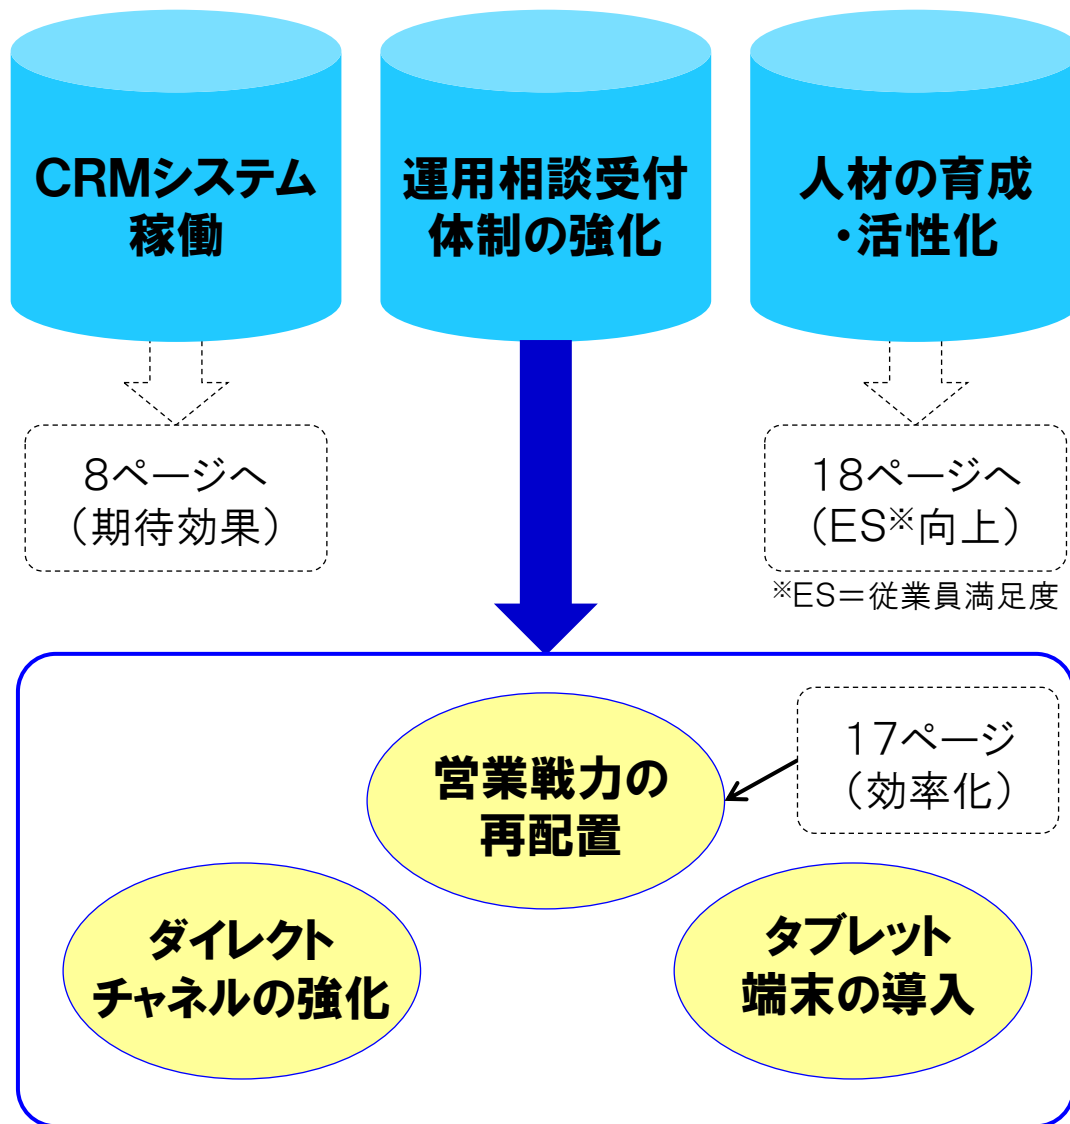 CRMシステム
稼働
運用相談受付
体制の強化
人材の育成
・活性化
8ページへ
（期待効果）
18ページへ
（ES※向上）
※ES＝従業員満足度
営業戦力の
再配置
17ページ
（効率化）
ダイレクト
チャネルの強化
タブレット
端末の導入